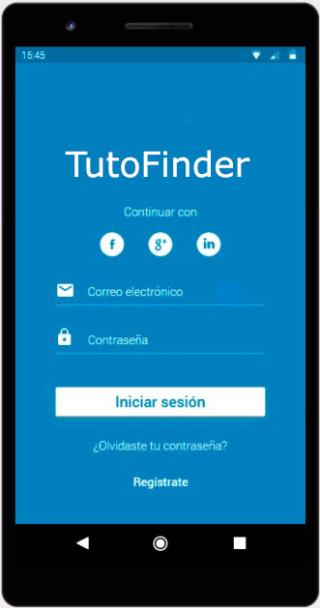 15:45
TutoFinder
Continuar con
f g+ in
Correo electrónico
Contraseña
Iniciar sesión
¿Olvidaste tu contraseña?
Regístrate